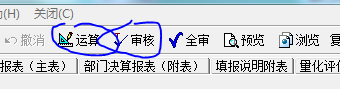 (H) 关闭(C)
撤消 运算 审核 全审 预览 浏览
报表（主表） 部门决算报表（附表） 填报说明附表 量化评